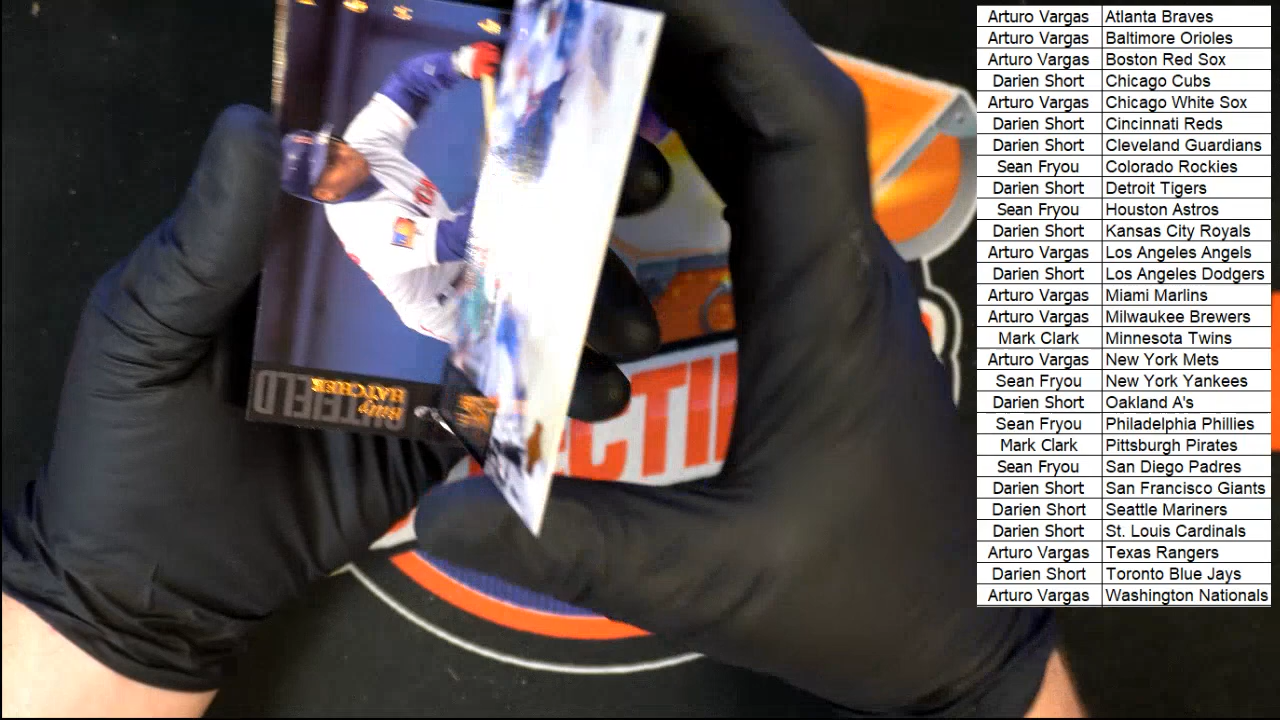 Arturo Vargas Atlanta Braves
Arturo Vargas Baltimore Orioles
Arturo Vargas Boston Red Sox
Darien Short Chicago Cubs
Arturo Vargas Chicago White Sox
Darien Short Cincinnati Reds
Darien Short Cleveland Guardians
Sean Fryou Colorado Rockies
Darien Short Detroit Tigers
Sean Fryou Houston Astros
Darien Short Kansas City Royals
Arturo Vargas Los Angeles Angels
Darien Short Los Angeles Dodgers
Arturo Vargas Miami Marlins
Arturo Vargas Milwaukee Brewers
Mark Clark Minnesota Twins
Arturo Vargas New York Mets
Sean Fryou New York Yankees
Darien Short Oakland A's
Sean Fryou Philadelphia Phillies
Mark Clark Pittsburgh Pirates
Sean Fryou San Diego Padres
Darien Short San Francisco Giants
Darien Short Seattle Mariners
Darien Short St. Louis Cardinals
Arturo Vargas Texas Rangers
Darien Short Toronto Blue Jays
Arturo Vargas Washington Nationals
Billy
HATCHER
OUTFIELD